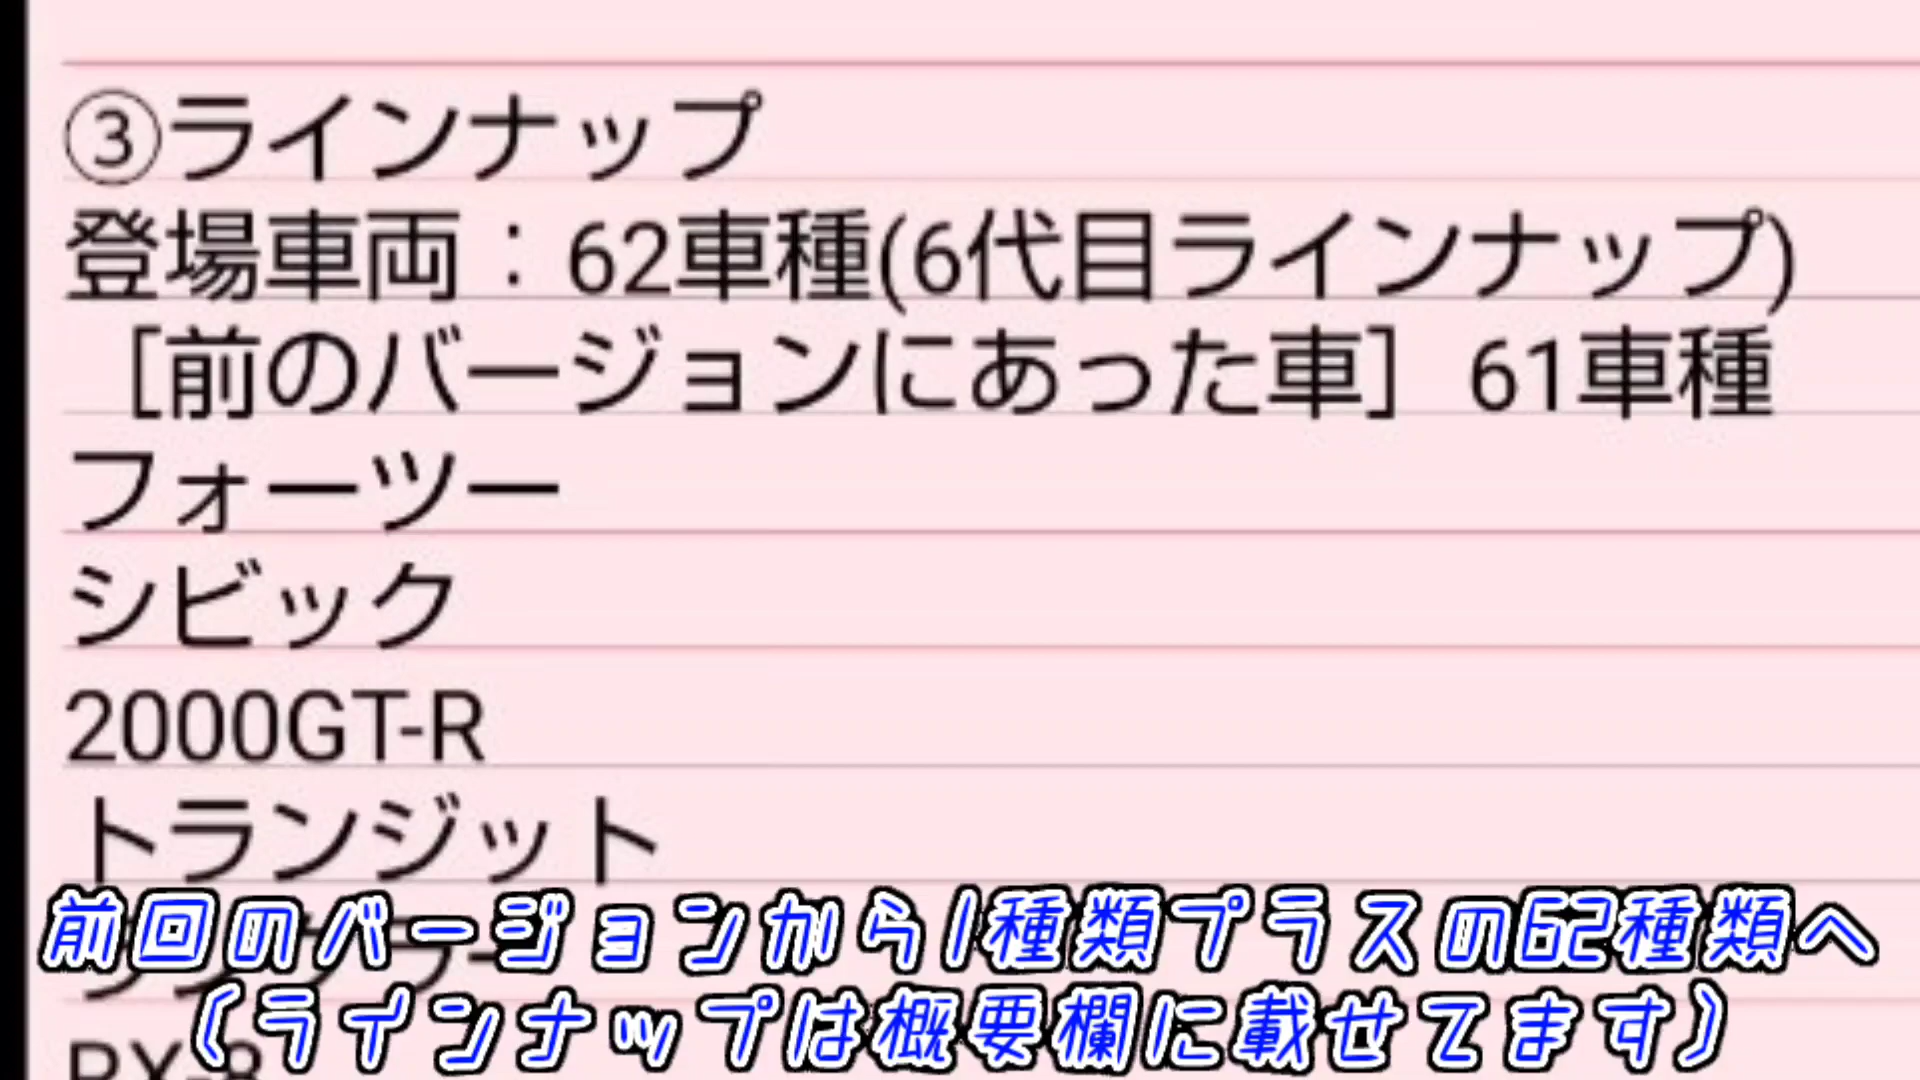 ③ラインナップ
登場車両：62車種(6代目ラインナップ)
［前のバージョンにあった車］61車種
フォーツー
シビック
2000GT-R
トランジット
前回のバージョンから1種類プラスの62種類へ
RX-8
（ラインナップは概要欄に載せてます）